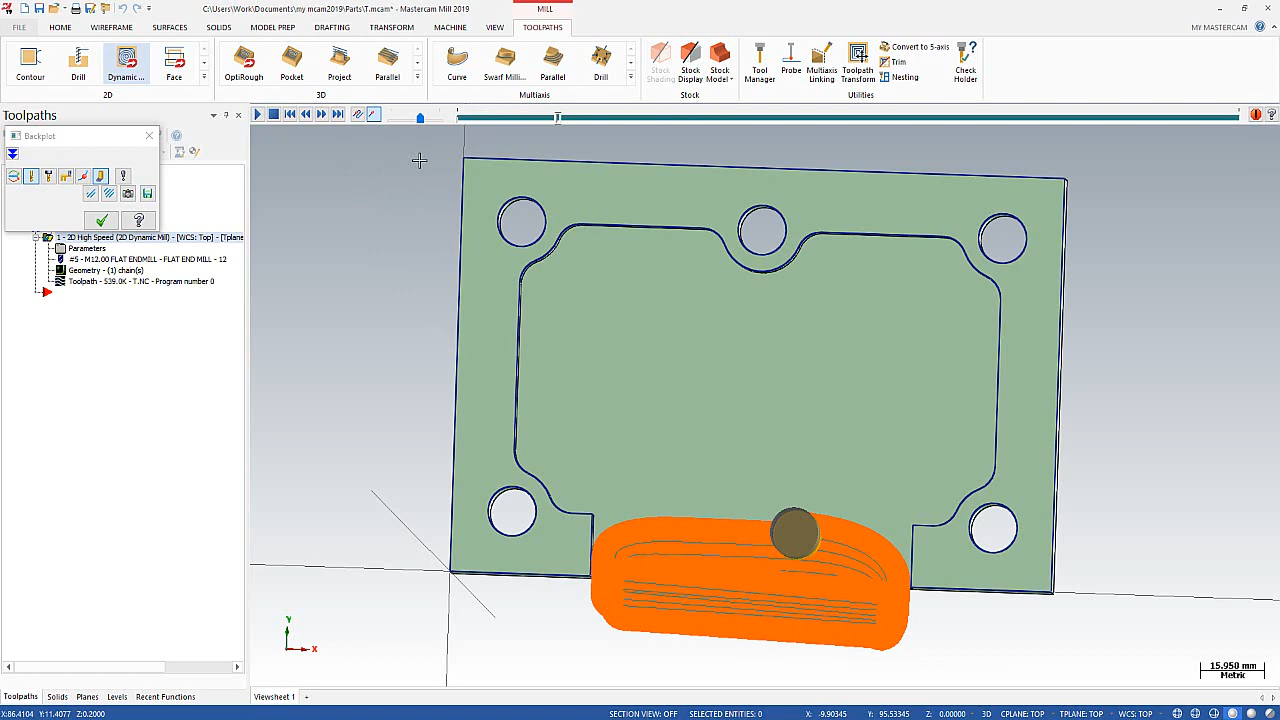 C:\Users\Work\Documents\my mcam2019\Parts\T.mcam* - Mastercam Mill 2019
MILL
FILE
HOME
WIREFRAME
SURFACES
SOLIDS
MODEL PREP
DRAFTING
TRANSFORM
MACHINE
VIEW
TOOLPATHS
MY MASTERCAM
Contour
Drill
Dynamic ...
Face
2D
OptiRough
Pocket
Project
Parallel
3D
Curve
Swarf Milli...
Parallel
Drill
Multiaxis
Stock Shading
Stock Display
Stock Model
Stock
Tool Manager
Probe
Multiaxis Linking
Toolpath Transform
Convert to 5-axis
Trim
Nesting
Check Holder
Utilities
Toolpaths
Backplot
1 - 2D High Speed (2D Dynamic Mill) - [WCS: Top] - [Tplane
Parameters
#5 - M12.00 FLAT ENDMILL - FLAT END MILL - 12
Geometry - (1) chain(s)
Toolpath - 539.0K - T.NC - Program number 0
Y
X
15.950 mm
Metric
Toolpaths
Solids
Planes
Levels
Recent Functions
Viewsheet 1
+
X:86.4104 Y:11.4077 Z:0.2000
SECTION VIEW: OFF
SELECTED ENTITIES: 0
X: -9.90345
Y: 95.53345
Z: 0.00000
3D
CPLANE: TOP
TPLANE: TOP
WCS: TOP